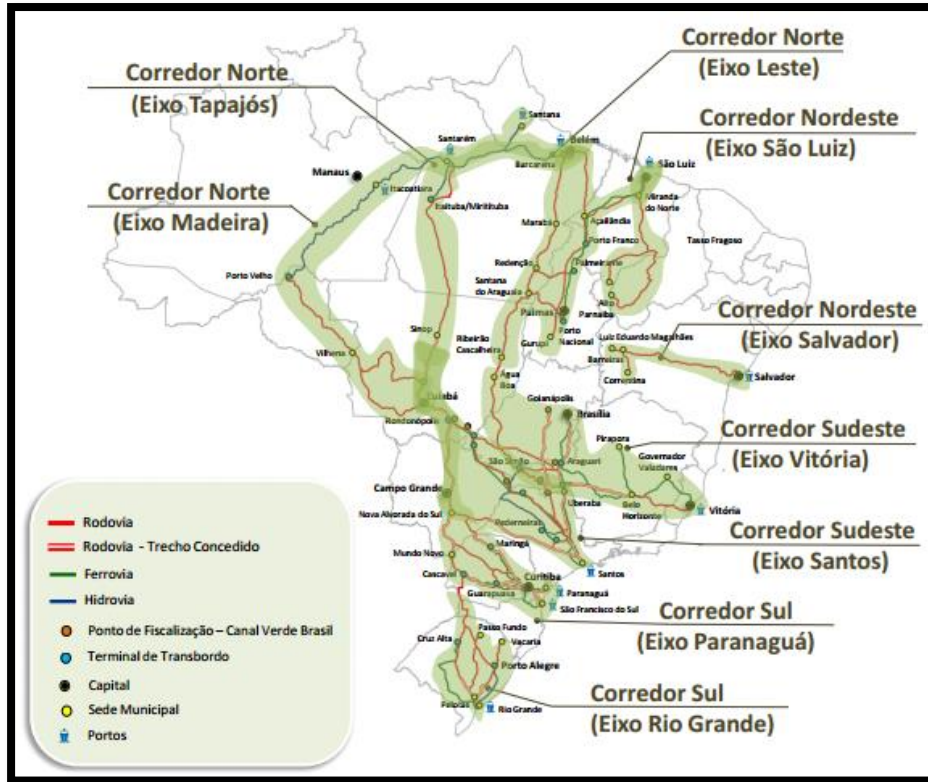 Corredor Norte
(Eixo Leste)
Corredor Norte
(Eixo Tapajós)
Corredor Nordeste
(Eixo São Luiz)
Corredor Norte
(Eixo Madeira)
Corredor Nordeste
(Eixo Salvador)
Corredor Sudeste
(Eixo Vitória)
Corredor Sudeste
(Eixo Santos)
Corredor Sul
(Eixo Paranaguá)
Corredor Sul
(Eixo Rio Grande)
Santana
Santarém
Belém
Barcarena
São Luiz
Manaus
Itacoatiara
Itaituba/Miritituba
Miranda
do Norte
Açailândia
Marabá
Porto Franco
Tasso Fragoso
Redenção
Palmeirante
Porto Velho
Santana
do Araguaia
Alto
Parnaíba
Palmas
Sinop
Ribeirão
Cascalheira
Porto
Nacional
Gurupi
Luiz Eduardo Magalhães
Barreiras
Correntina
Salvador
Vilhena
Água
Boa
Cuiabá
Goianápolis
Brasília
Rondonópolis
Pirapora
São Simão
Araguari
Governador
Valadares
Campo Grande
Uberaba
Belo
Horizonte
Vitória
Nova Alvorada do Sul
Pederneiras
Maringá
Mundo Novo
Santos
Cascavel
Curitiba
Guarapuava
Paranaguá
São Francisco do Sul
Passo Fundo
Cruz Alta
Vacaria
Porto Alegre
Pelotas
Rio Grande
Rodovia
Rodovia - Trecho Concedido
Ferrovia
Hidrovia
Ponto de Fiscalização – Canal Verde Brasil
Terminal de Transbordo
Capital
Sede Municipal
Portos